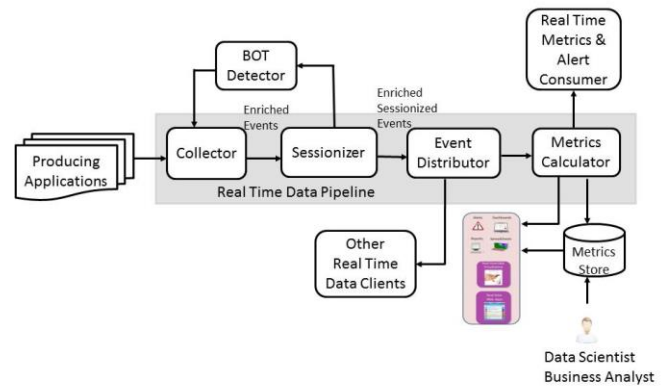 Real Time
Metrics &
Alert
Consumer
BOT
Detector
Enriched
Events
Enriched
Sessionized
Events
Producing
Applications
Collector
Sessionizer
Event
Distributor
Metrics
Calculator
Real Time Data Pipeline
Other
Real Time
Data Clients
Metrics
Store
Data Scientist
Business Analyst